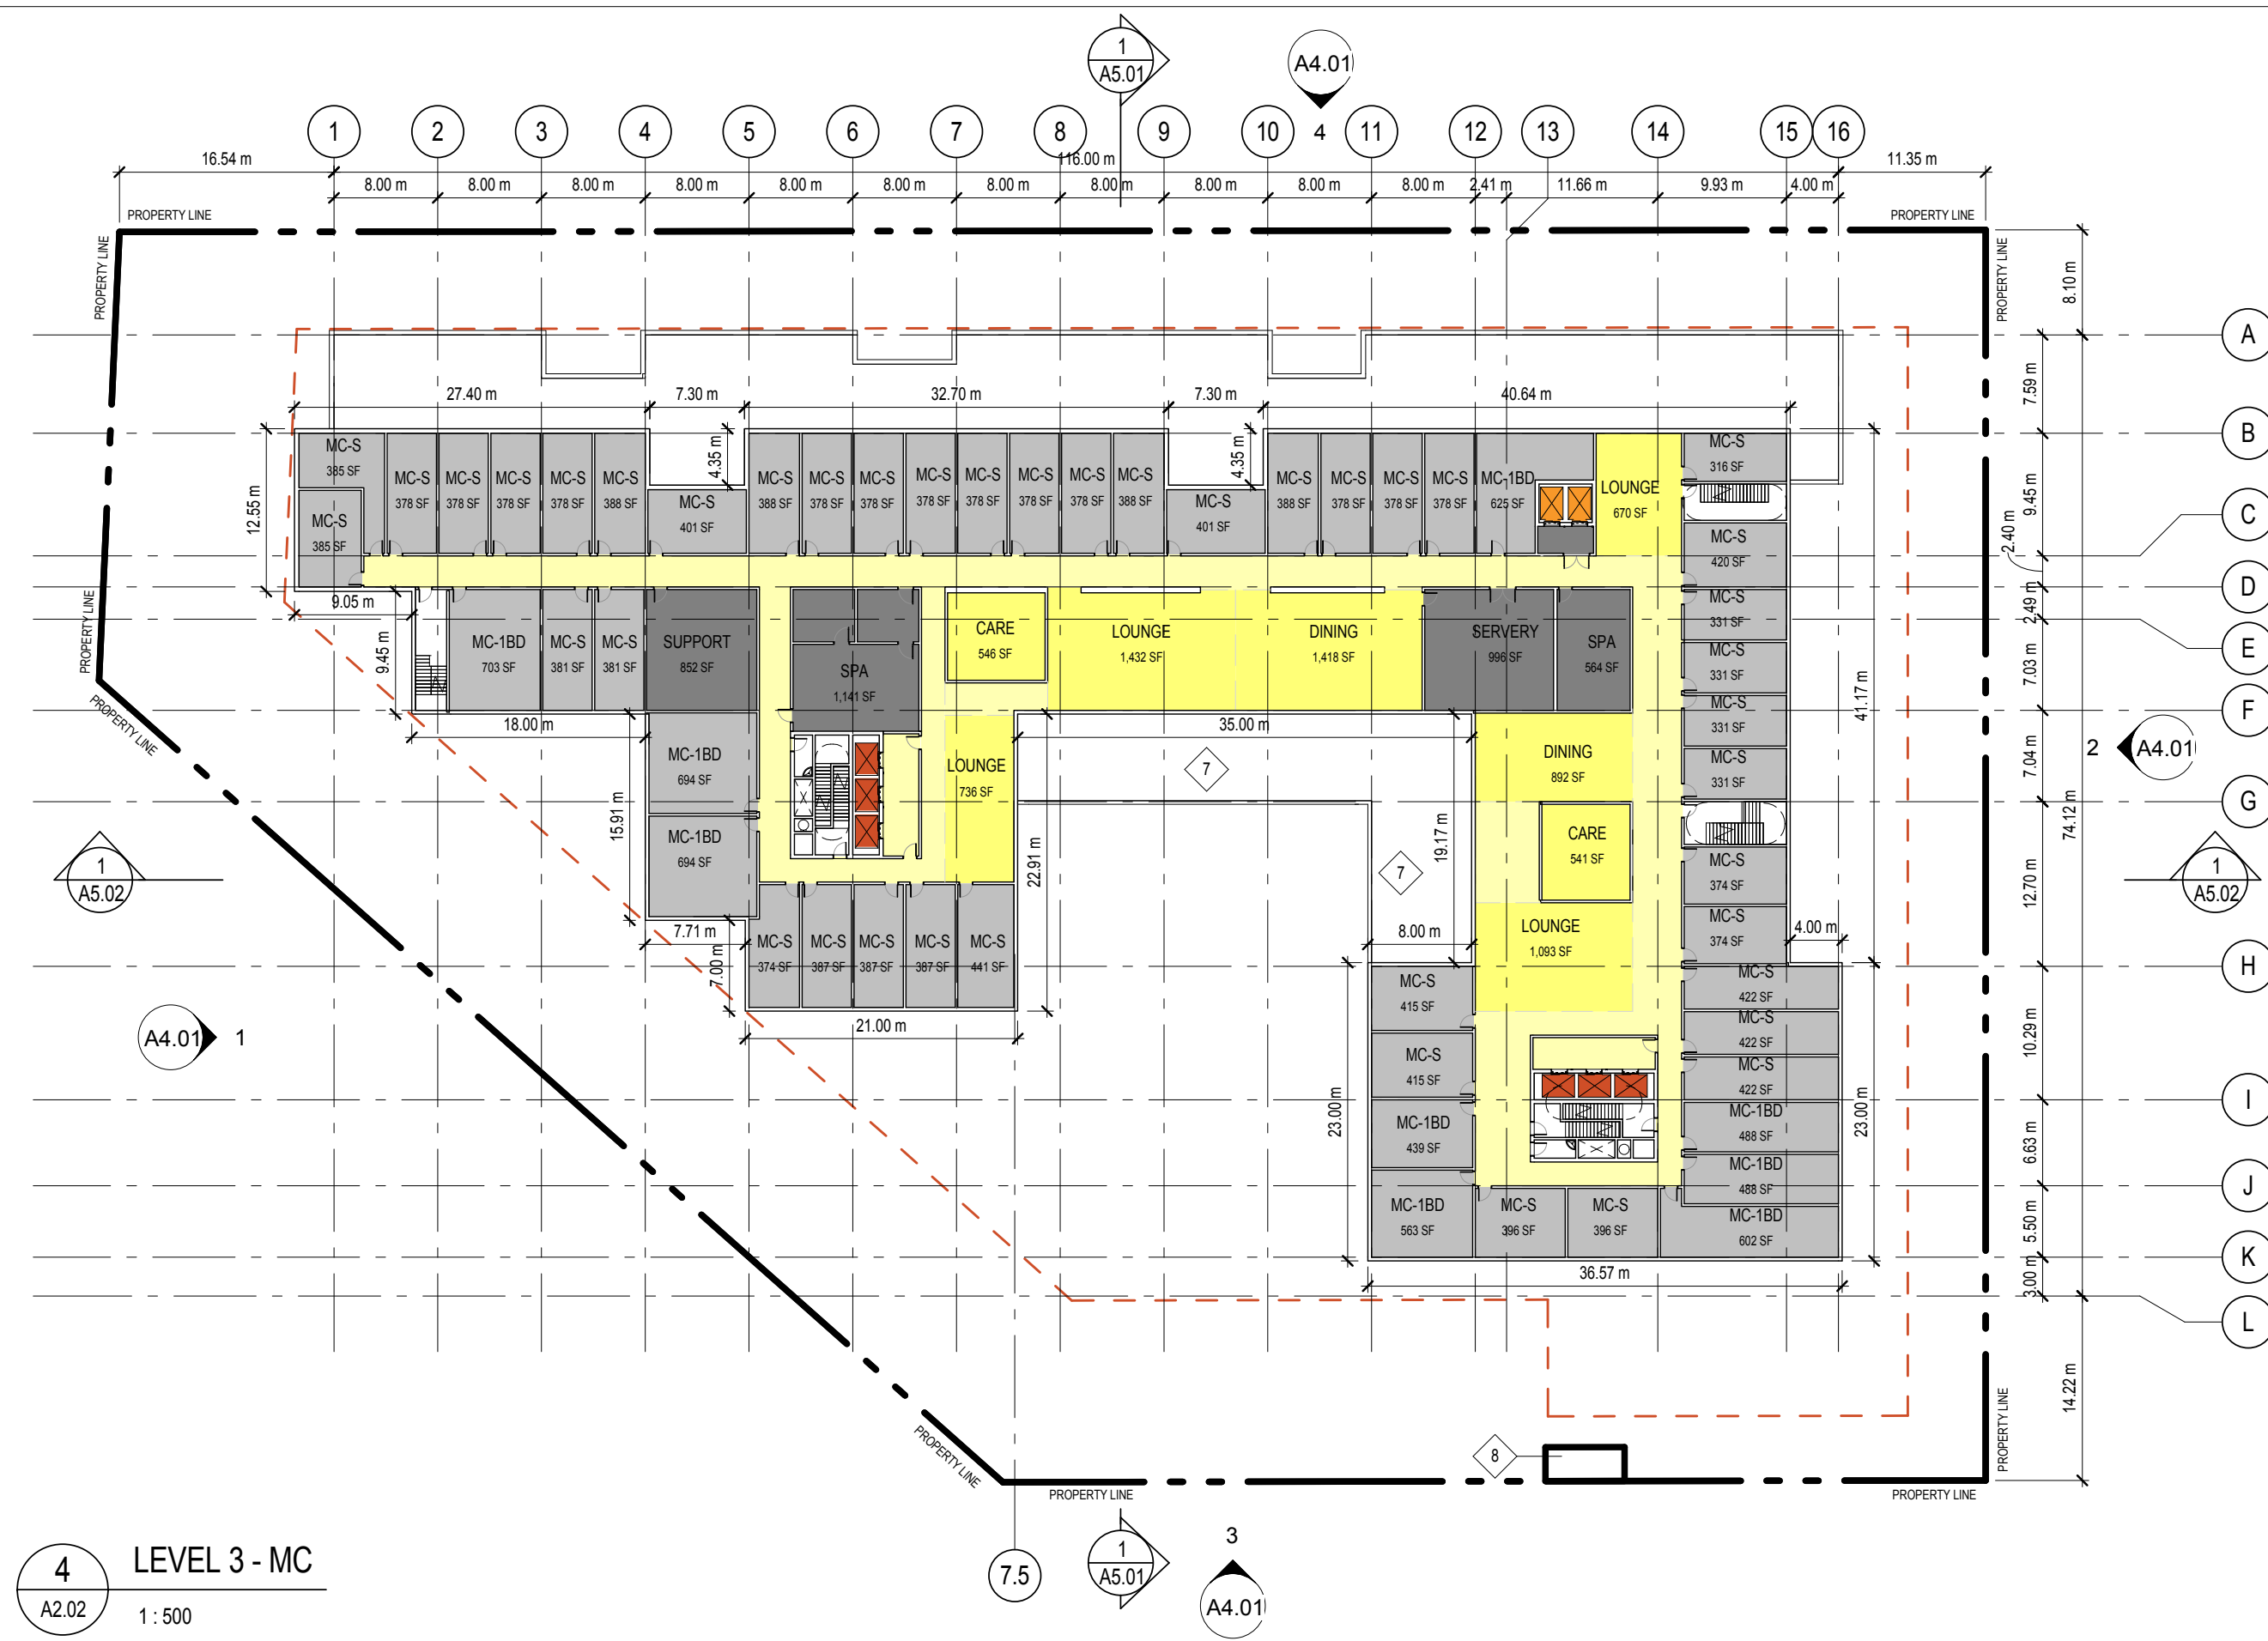 1
A5.01
A4.01
4
1
2
3
4
5
6
7
8
9
10
11
12
13
14
15
16
16.54 m
116.00 m
11.35 m
8.00 m
8.00 m
8.00 m
8.00 m
8.00 m
8.00 m
8.00 m
8.00 m
8.00 m
8.00 m
8.00 m
2.41 m
11.66 m
9.93 m
4.00 m
PROPERTY LINE
PROPERTY LINE
PROPERTY LINE
PROPERTY LINE
8.10 m
A
7.59 m
27.40 m
7.30 m
32.70 m
7.30 m
40.64 m
B
12.55 m
4.35 m
4.35 m
9.45 m
MC-S
385 SF
MC-S
385 SF
MC-S
378 SF
MC-S
378 SF
MC-S
378 SF
MC-S
378 SF
MC-S
388 SF
MC-S
401 SF
MC-S
388 SF
MC-S
378 SF
MC-S
378 SF
MC-S
378 SF
MC-S
378 SF
MC-S
378 SF
MC-S
378 SF
MC-S
388 SF
MC-S
401 SF
MC-S
388 SF
MC-S
378 SF
MC-S
378 SF
MC-S
378 SF
MC-1BD
625 SF
LOUNGE
670 SF
MC-S
316 SF
C
2.40 m
MC-S
420 SF
D
2.49 m
9.05 m
PROPERTY LINE
MC-S
331 SF
E
9.45 m
MC-1BD
703 SF
MC-S
381 SF
MC-S
381 SF
SUPPORT
852 SF
SPA
1,141 SF
CARE
546 SF
LOUNGE
1,432 SF
DINING
1,418 SF
SERVERY
996 SF
SPA
564 SF
MC-S
331 SF
7.03 m
41.17 m
MC-S
331 SF
F
PROPERTY LINE
18.00 m
35.00 m
MC-1BD
694 SF
LOUNGE
736 SF
7
DINING
892 SF
MC-S
331 SF
7.04 m
2
A4.01
G
74.12 m
15.91 m
MC-1BD
694 SF
22.91 m
19.17 m
7
CARE
541 SF
MC-S
374 SF
1
A5.02
1
A5.02
12.70 m
7.71 m
7.00 m
MC-S
374 SF
MC-S
387 SF
MC-S
387 SF
MC-S
387 SF
MC-S
441 SF
8.00 m
LOUNGE
1,093 SF
MC-S
374 SF
4.00 m
H
MC-S
415 SF
MC-S
422 SF
MC-S
422 SF
21.00 m
A4.01
1
10.29 m
MC-S
415 SF
MC-S
422 SF
I
23.00 m
MC-1BD
439 SF
MC-1BD
488 SF
23.00 m
6.63 m
MC-1BD
488 SF
J
MC-1BD
563 SF
MC-S
396 SF
MC-S
396 SF
MC-1BD
602 SF
5.50 m
K
36.57 m
3.00 m
L
14.22 m
PROPERTY LINE
PROPERTY LINE
8
PROPERTY LINE
PROPERTY LINE
7.5
1
A5.01
3
A4.01
4
A2.02
LEVEL 3 - MC
1 : 500